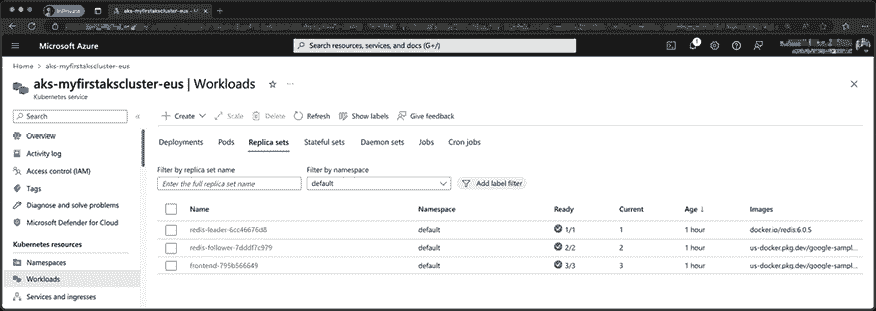 InPrivate
aks-myfirstakscluster-eus - Mic
Microsoft Azure
Search resources, services, and docs (G+/)
1
Home > aks-myfirstakscluster-eus
aks-myfirstakscluster-eus | Workloads
Kubernetes service
Search
Create
Scale
Delete
Refresh
Show labels
Give feedback
Overview
Activity log
Access control (IAM)
Tags
Diagnose and solve problems
Microsoft Defender for Cloud
Kubernetes resources
Namespaces
Workloads
Services and ingresses
Deployments Pods Replica sets Stateful sets Daemon sets Jobs Cron jobs
Filter by replica set name
Enter the full replica set name
Filter by namespace
default
Add label filter
Name Namespace Ready Current Age ↓ Images
redis-leader-6cc46676d8 default 1/1 1 1 hour docker.io/redis:6.0.5
redis-follower-7dddf7c979 default 2/2 2 1 hour us-docker.pkg.dev/google-sampl...
frontend-795b566649 default 3/3 3 1 hour us-docker.pkg.dev/google-sampl...